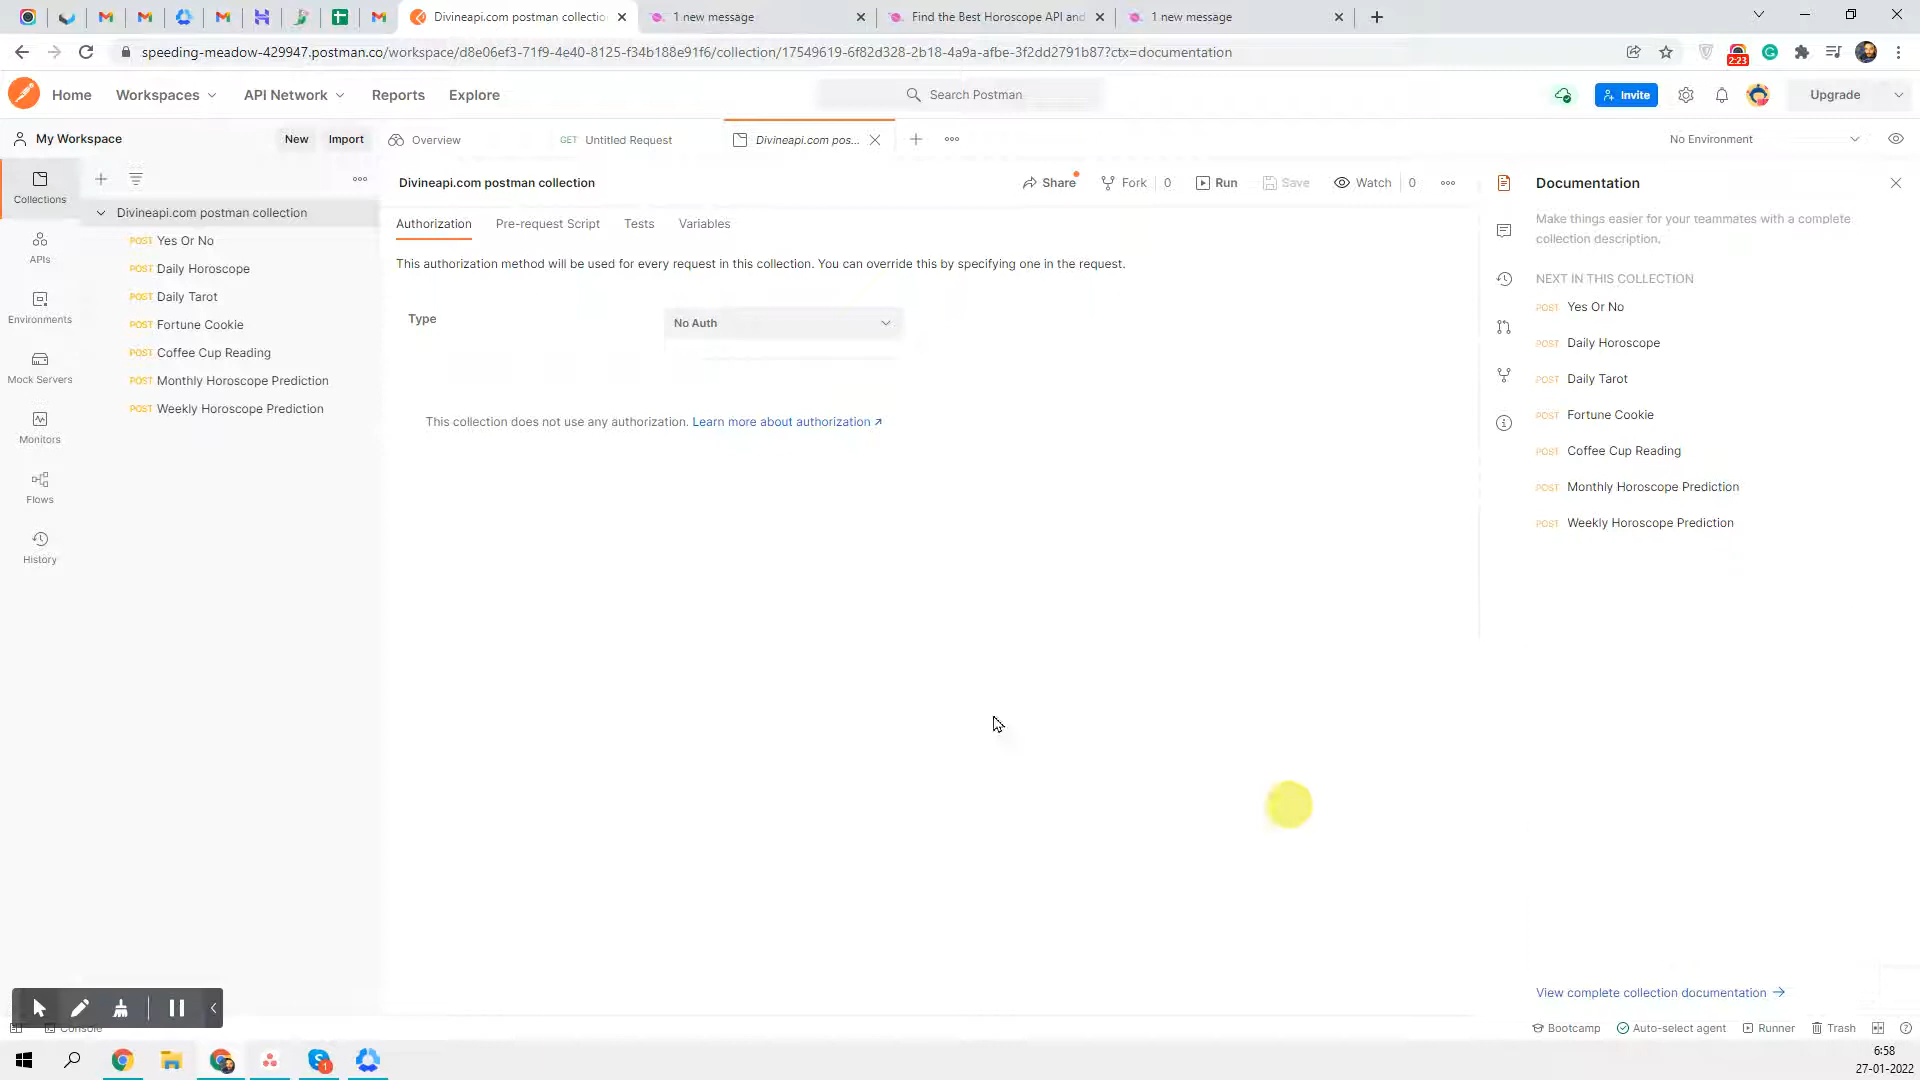 Divineapi.com postman collectio
1 new message
Find the Best Horoscope API and
1 new message
speeding-meadow-429947.postman.co/workspace/d8e06ef3-71f9-4e40-8125-f34b188e91f6/collection/17549619-6f82d328-2b18-4a9a-afbe-3f2dd2791b87?ctx=documentation
2:23
Home
Workspaces
API Network
Reports
Explore
Search Postman
Invite
Upgrade
My Workspace
New
Import
Overview
GET Untitled Request
Divineapi.com pos...
No Environment
Collections
APIs
Environments
Mock Servers
Monitors
Flows
History
Divineapi.com postman collection
POST Yes Or No
POST Daily Horoscope
POST Daily Tarot
POST Fortune Cookie
POST Coffee Cup Reading
POST Monthly Horoscope Prediction
POST Weekly Horoscope Prediction
Divineapi.com postman collection
Share
Fork 0
Run
Save
Watch 0
Authorization
Pre-request Script
Tests
Variables
This authorization method will be used for every request in this collection. You can override this by specifying one in the request.
Type
No Auth
This collection does not use any authorization. Learn more about authorization ↗
Documentation
Make things easier for your teammates with a complete
collection description.
NEXT IN THIS COLLECTION
POST Yes Or No
POST Daily Horoscope
POST Daily Tarot
POST Fortune Cookie
POST Coffee Cup Reading
POST Monthly Horoscope Prediction
POST Weekly Horoscope Prediction
View complete collection documentation →
Console
Bootcamp
Auto-select agent
Runner
Trash
1
6:58
27-01-2022